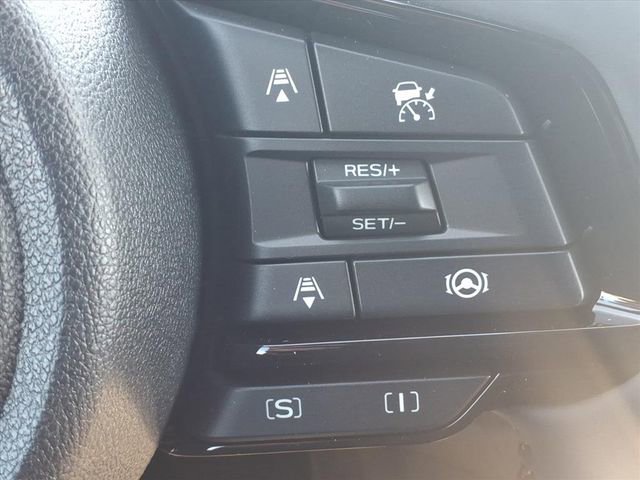 RES/+
SET/−
[S] [I]